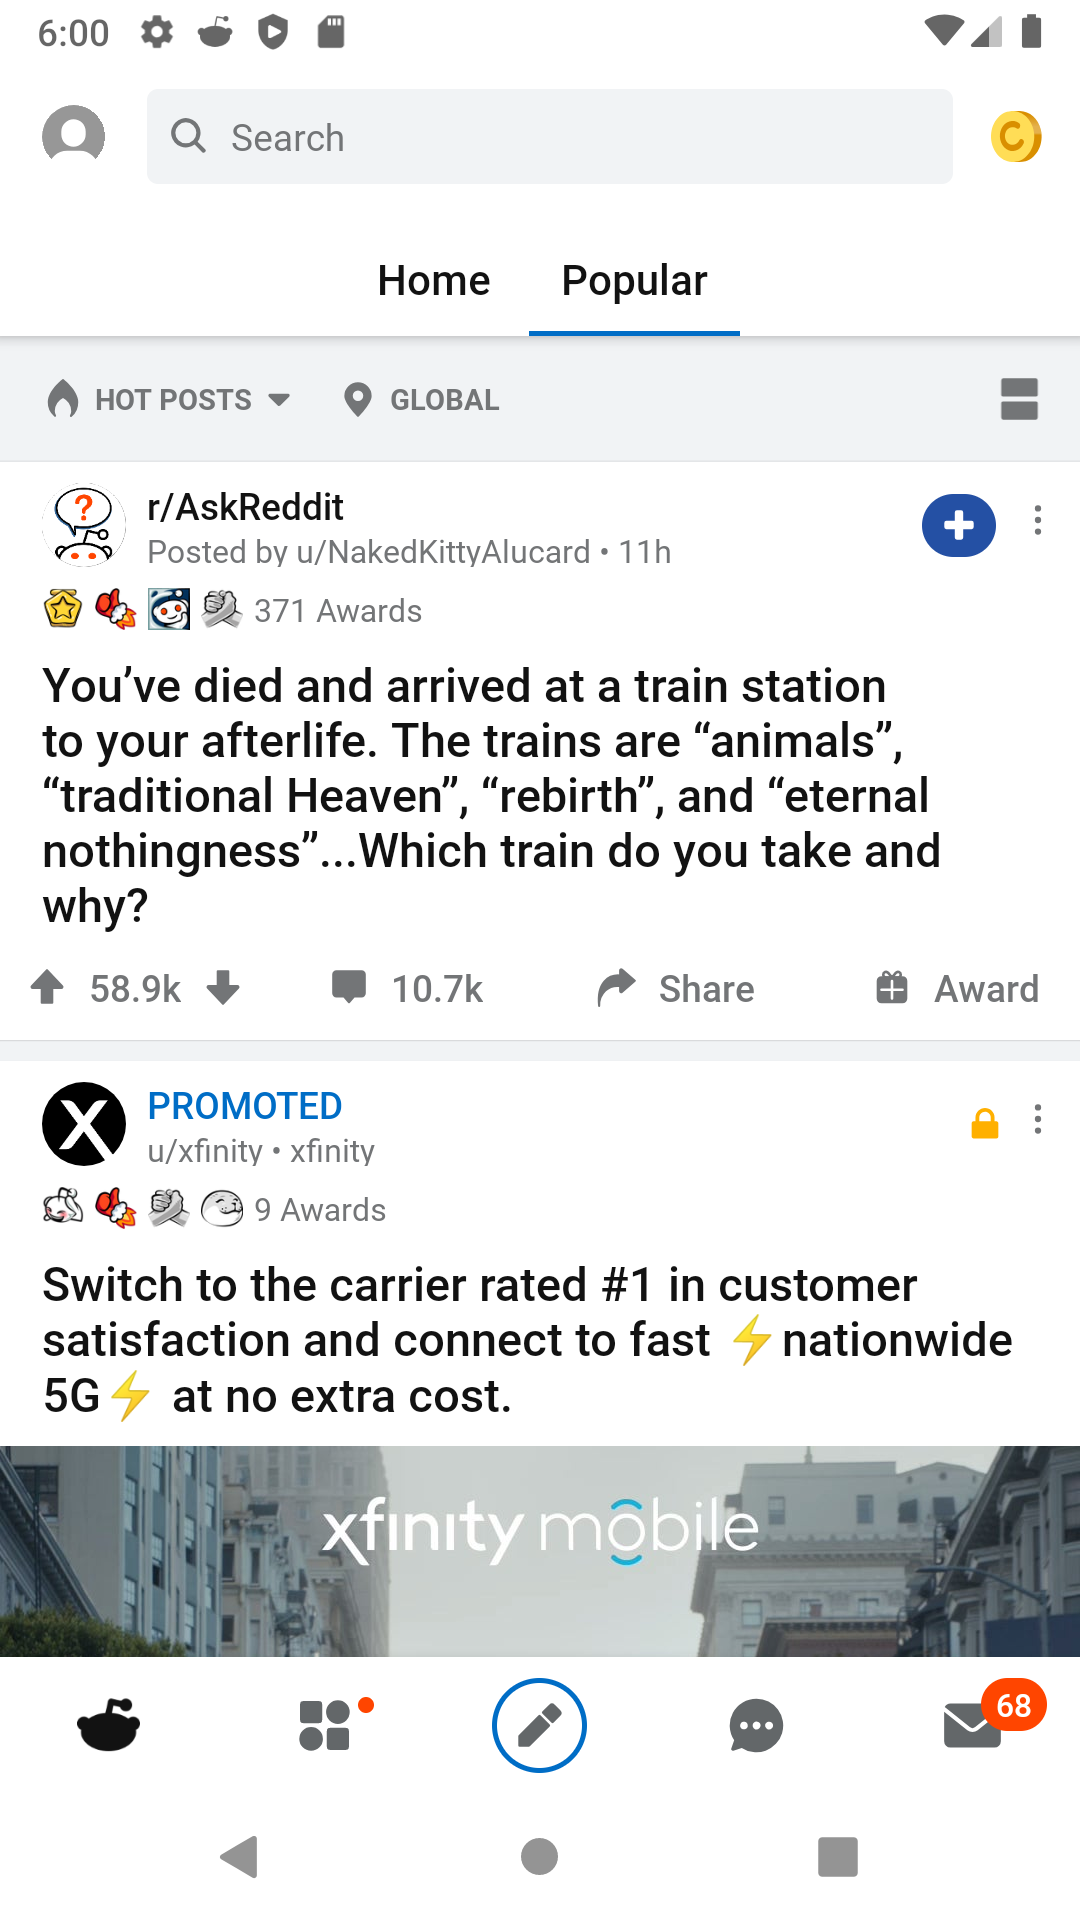 6:00
Search
Home Popular
HOT POSTS GLOBAL
r/AskReddit
Posted by u/NakedKittyAlucard • 11h
371 Awards
You’ve died and arrived at a train station
to your afterlife. The trains are “animals”,
“traditional Heaven”, “rebirth”, and “eternal
nothingness”...Which train do you take and
why?
58.9k 10.7k Share Award
PROMOTED
u/xfinity • xfinity
9 Awards
Switch to the carrier rated #1 in customer
satisfaction and connect to fast ⚡nationwide
5G⚡ at no extra cost.
xfinity mobile
68